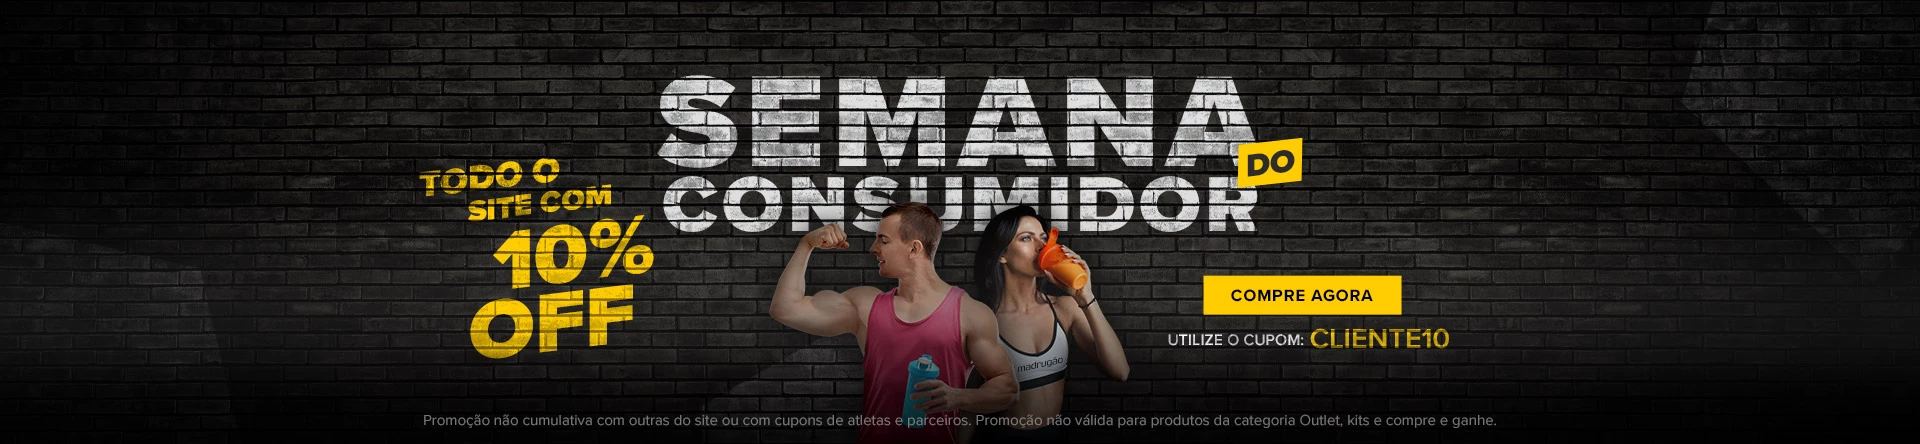 TODO O
SITE COM
10%
OFF
SEMANA
DO
CONSUMIDOR
madrugão
COMPRE AGORA
UTILIZE O CUPOM: CLIENTE10
Promoção não cumulativa com outras do site ou com cupons de atletas e parceiros. Promoção não válida para produtos da categoria Outlet, kits e compre e ganhe.